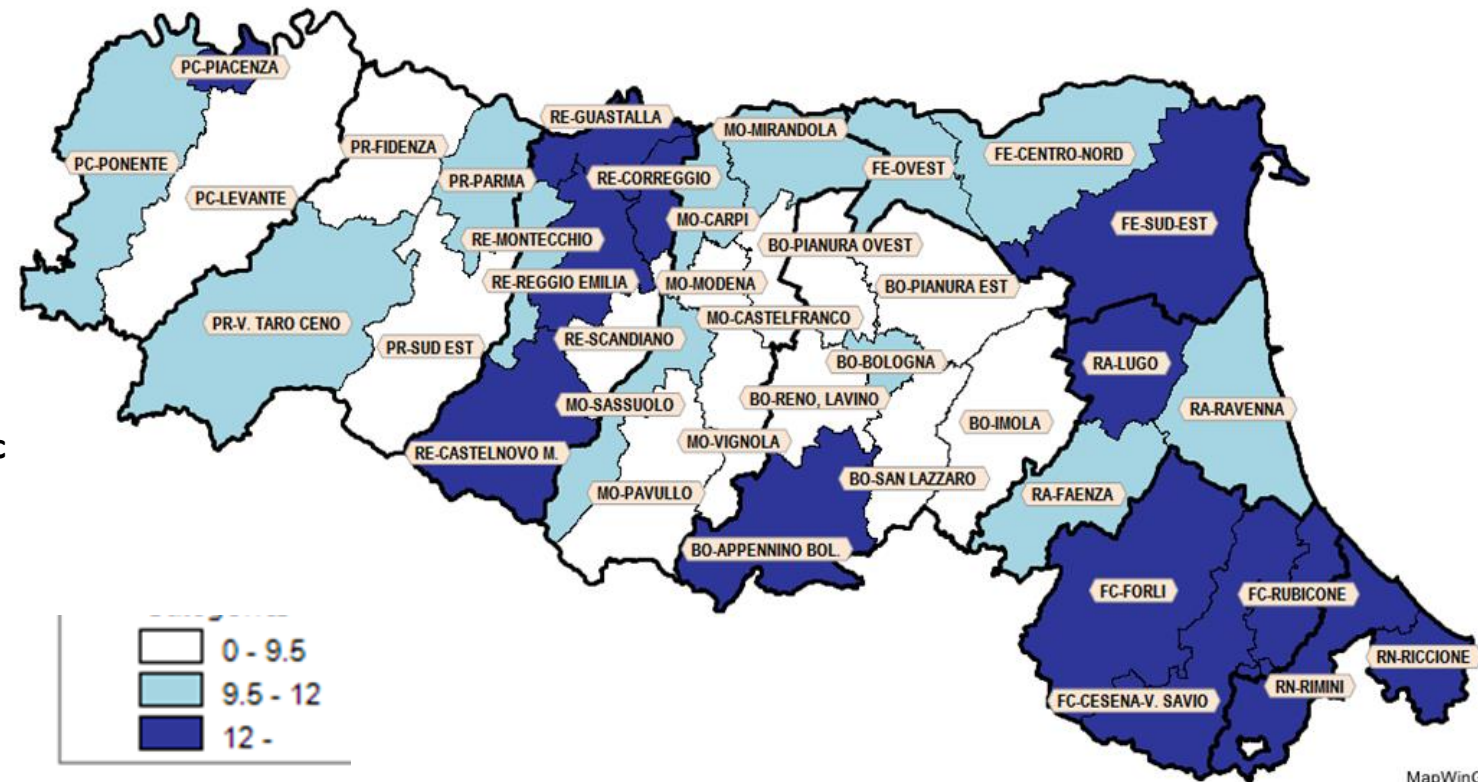 PC-PIACENZA
RE-GUASTALLA
MO-MIRANDOLA
PR-FIDENZA
FE-CENTRO-NORD
PC-PONENTE
FE-OVEST
PR-PARMA
RE-CORREGGIO
PC-LEVANTE
MO-CARPI
FE-SUD-EST
RE-MONTECCHIO
BO-PIANURA OVEST
RE-REGGIO EMILIA
MO-MODENA
BO-PIANURA EST
PR-V. TARO CENO
MO-CASTELFRANCO
PR-SUD EST
RE-SCANDIANO
BO-BOLOGNA
RA-LUGO
MO-SASSUOLO
BO-RENO, LAVINO
RA-RAVENNA
BO-IMOLA
MO-VIGNOLA
RE-CASTELNOVO M.
BO-SAN LAZZARO
MO-PAVULLO
RA-FAENZA
BO-APPENNINO BOL.
FC-FORLI
FC-RUBICONE
RN-RICCIONE
RN-RIMINI
FC-CESENA-V. SAVIO
c
0 - 9.5
9.5 - 12
12 -